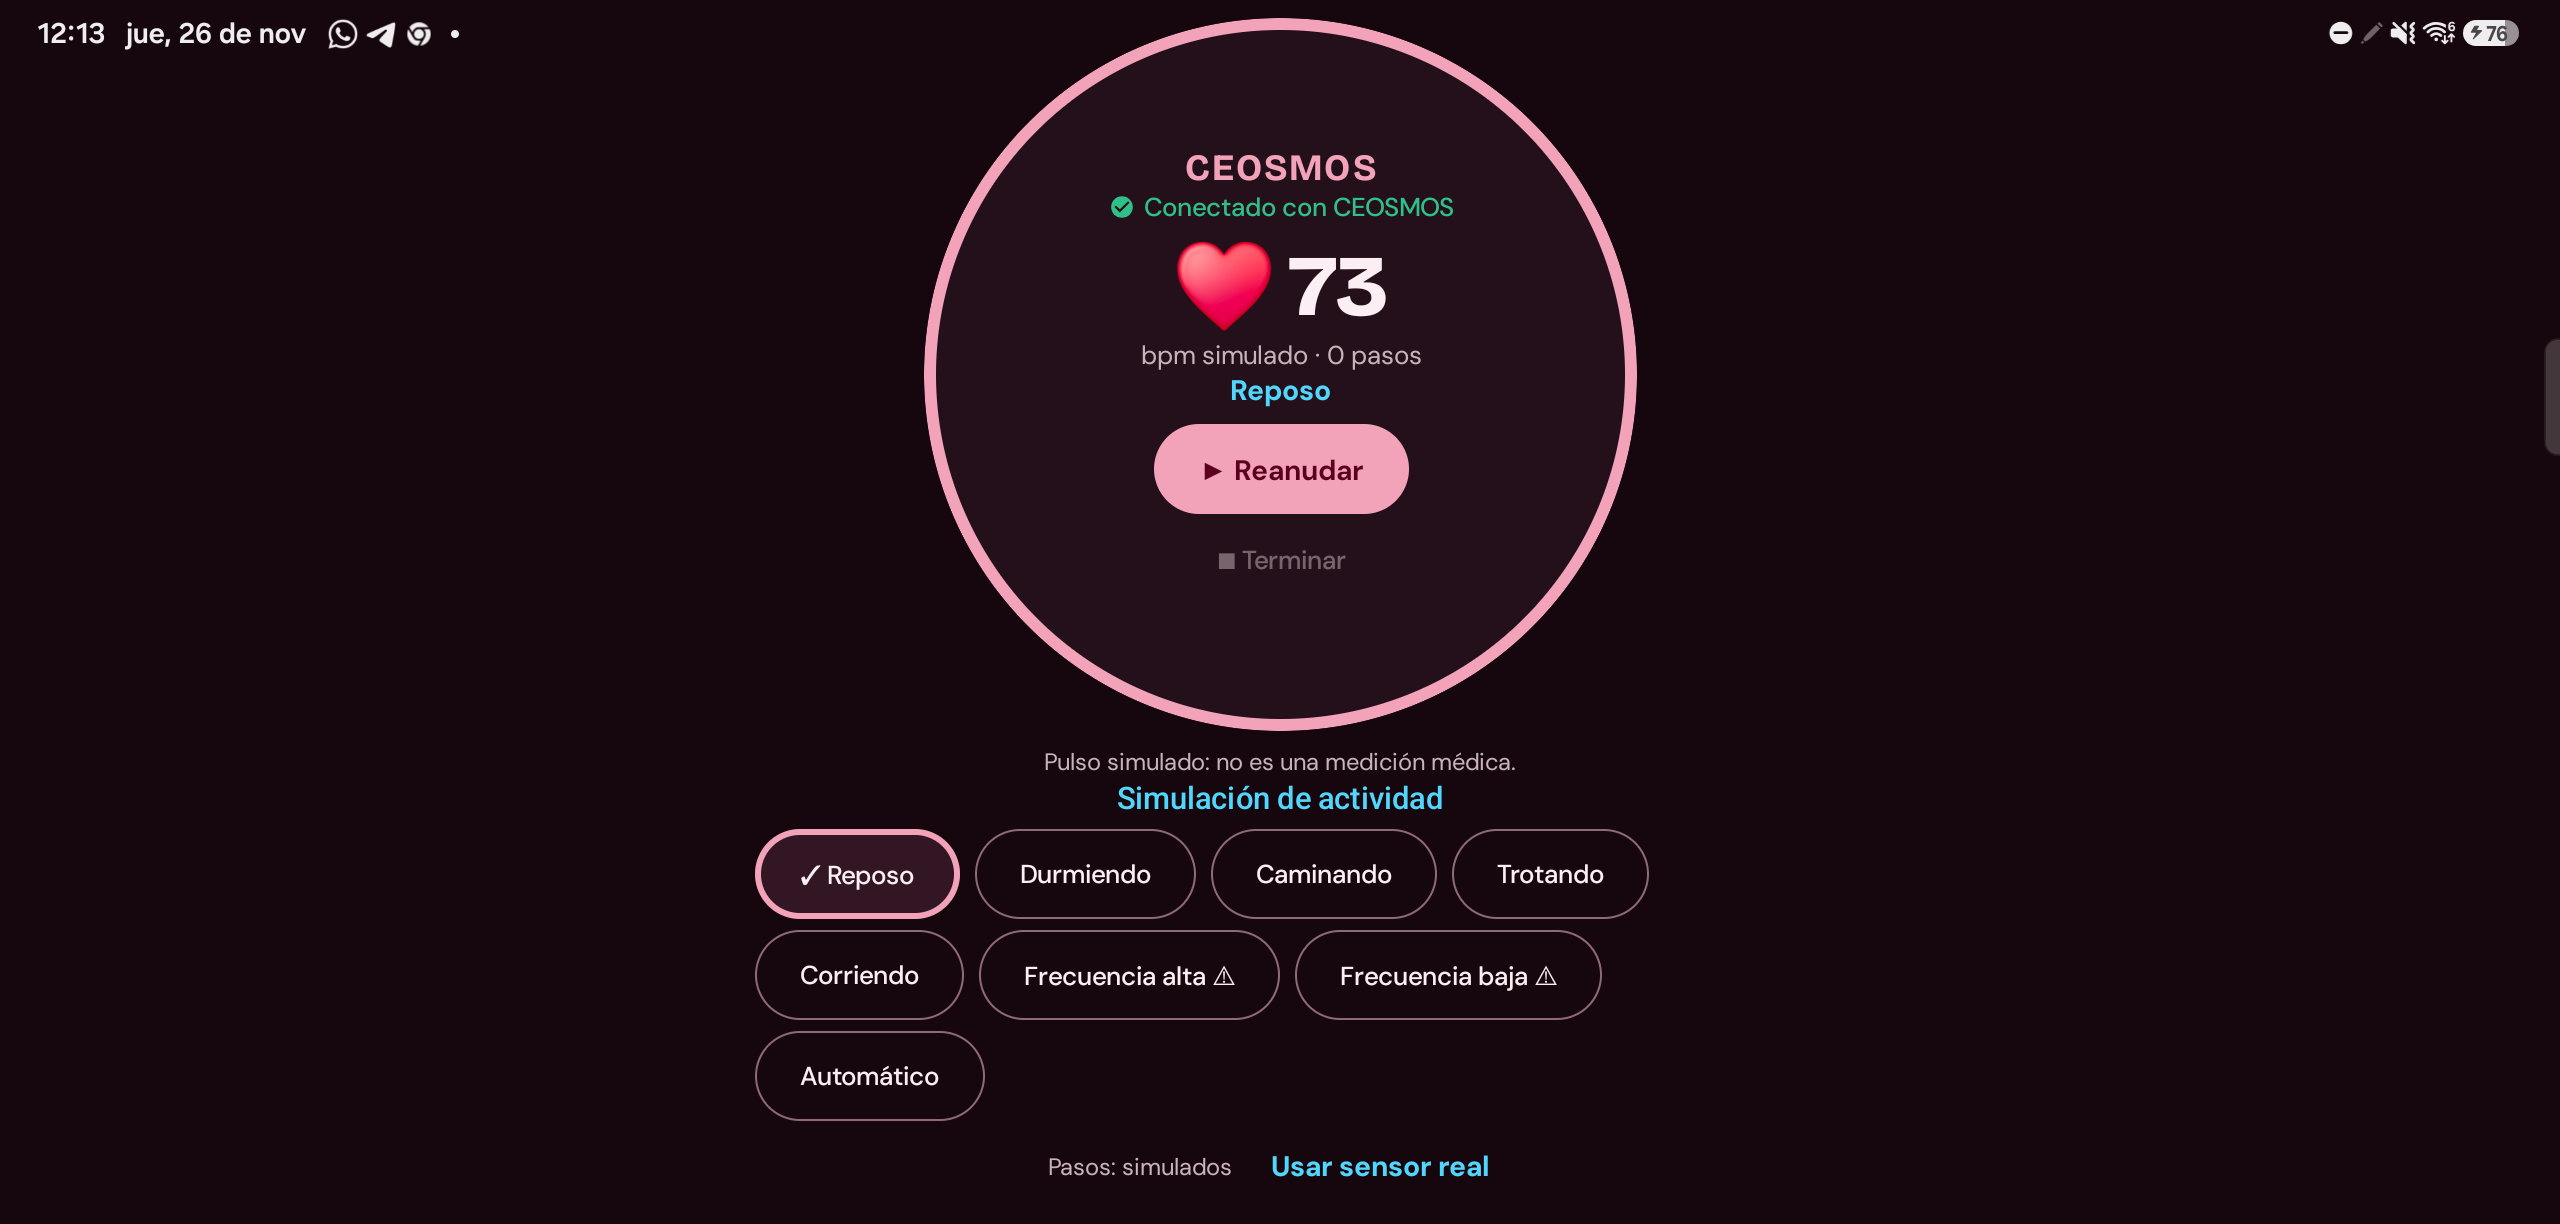 12:13 jue, 26 de nov
6 76
CEOSMOS
Conectado con CEOSMOS
73
bpm simulado · 0 pasos
Reposo
▶ Reanudar
■ Terminar
Pulso simulado: no es una medición médica.
Simulación de actividad
✓ Reposo Durmiendo Caminando Trotando
Corriendo Frecuencia alta ⚠ Frecuencia baja ⚠
Automático
Pasos: simulados Usar sensor real